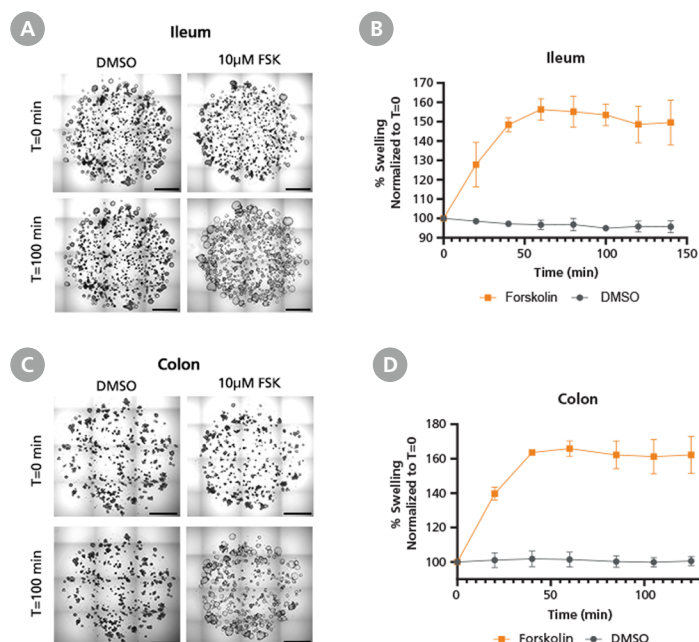 A
Ileum
DMSO
10µM FSK
T=0 min
T=100 min
B
Ileum
% Swelling
Normalized to T=0
170
160
150
140
130
120
110
100
90
0
50
100
150
Time (min)
Forskolin
DMSO
C
Colon
DMSO
10µM FSK
T=0 min
T=100 min
D
Colon
% Swelling
Normalized to T=0
180
160
140
120
100
0
50
100
Time (min)
Forskolin
DMSO